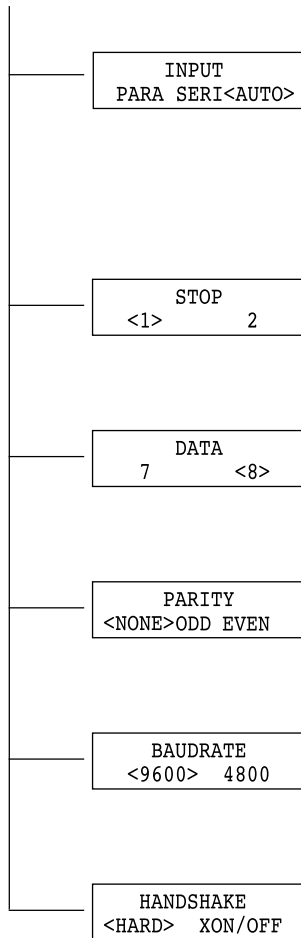 INPUT
PARA SERI<AUTO>
STOP
<1> 2
DATA
7 <8>
PARITY
<NONE>ODD EVEN
BAUDRATE
<9600> 4800
HANDSHAKE
<HARD> XON/OFF